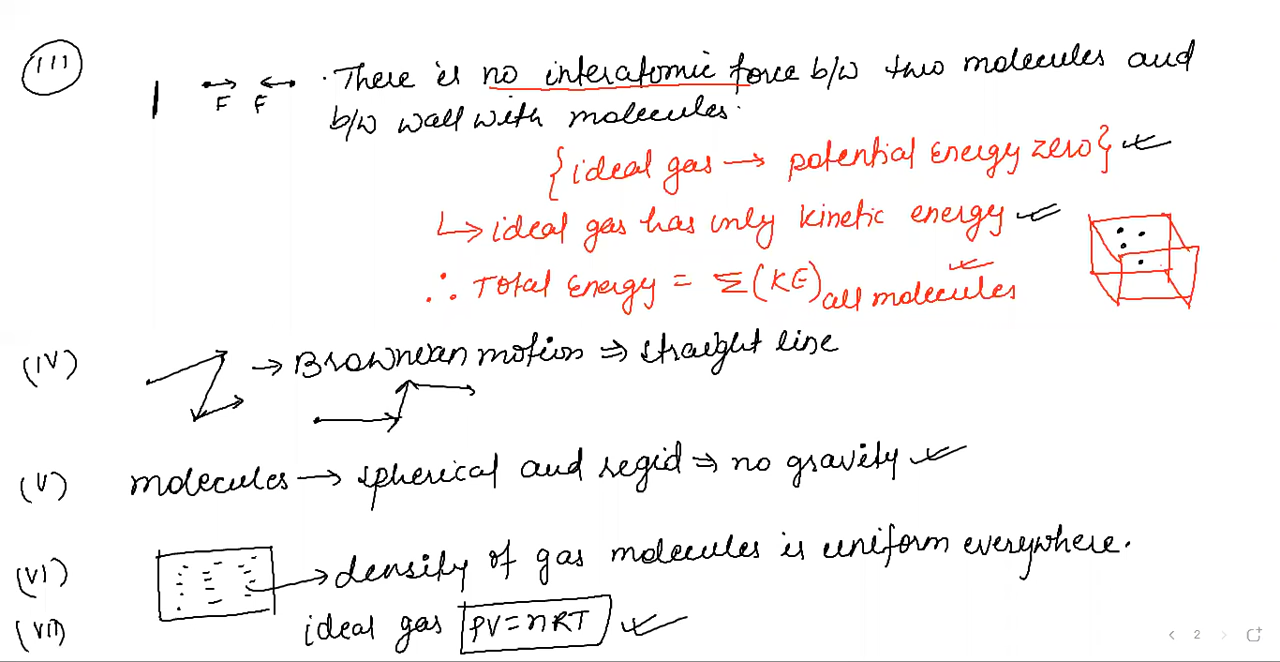 (III)
F F
· There is no interatomic force b/w two molecules and
b/w wall with molecules.
{ideal gas → potential energy zero}
↳ ideal gas has only kinetic energy
∴ Total energy = Σ(KE) all molecules
(IV) → Brownean motion ⇒ straight line
(V) molecules → spherical and regid ⇒ no gravity
(VI) → density of gas molecules is uniform everywhere.
(VII) ideal gas PV=nRT
< 2 >